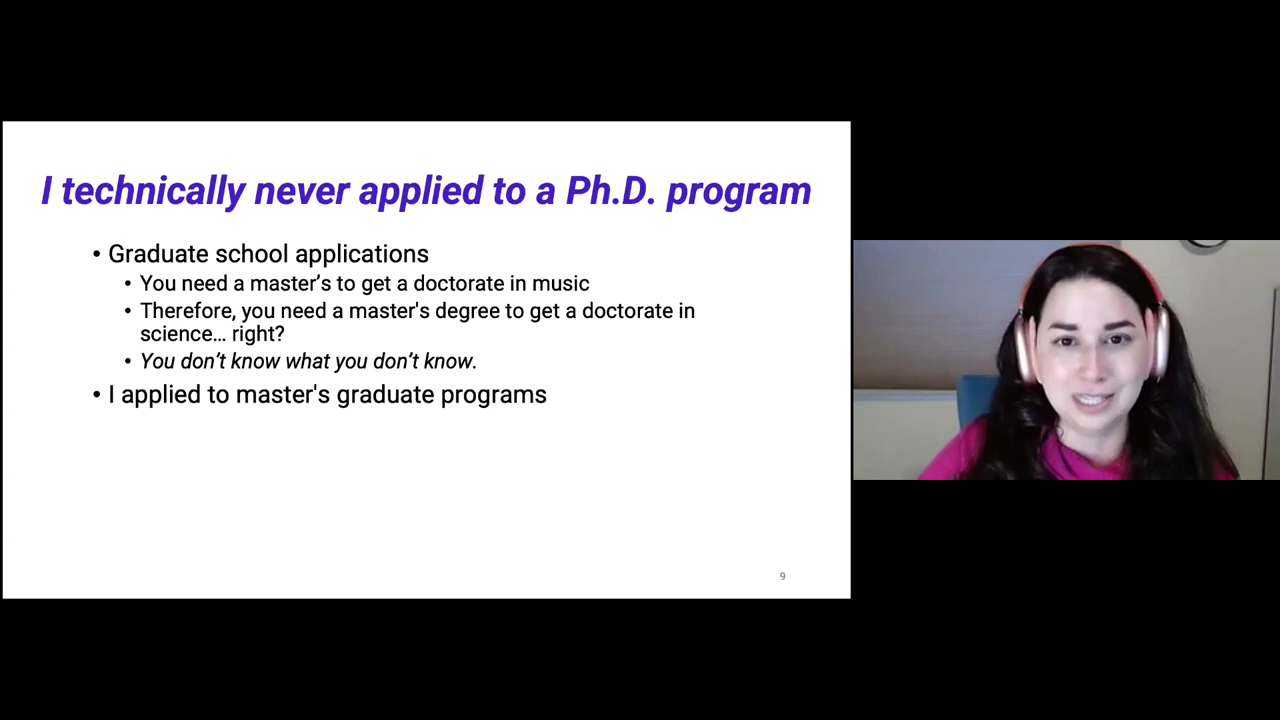 I technically never applied to a Ph.D. program
• Graduate school applications
• You need a master’s to get a doctorate in music
• Therefore, you need a master's degree to get a doctorate in
science… right?
• You don’t know what you don’t know.
• I applied to master's graduate programs
9